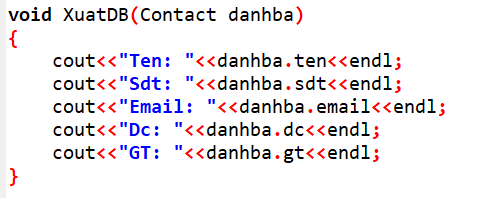 void XuatDB(Contact danhba)
{
    cout<<"Ten: "<<danhba.ten<<endl;
    cout<<"Sdt: "<<danhba.sdt<<endl;
    cout<<"Email: "<<danhba.email<<endl;
    cout<<"Dc: "<<danhba.dc<<endl;
    cout<<"GT: "<<danhba.gt<<endl;
}